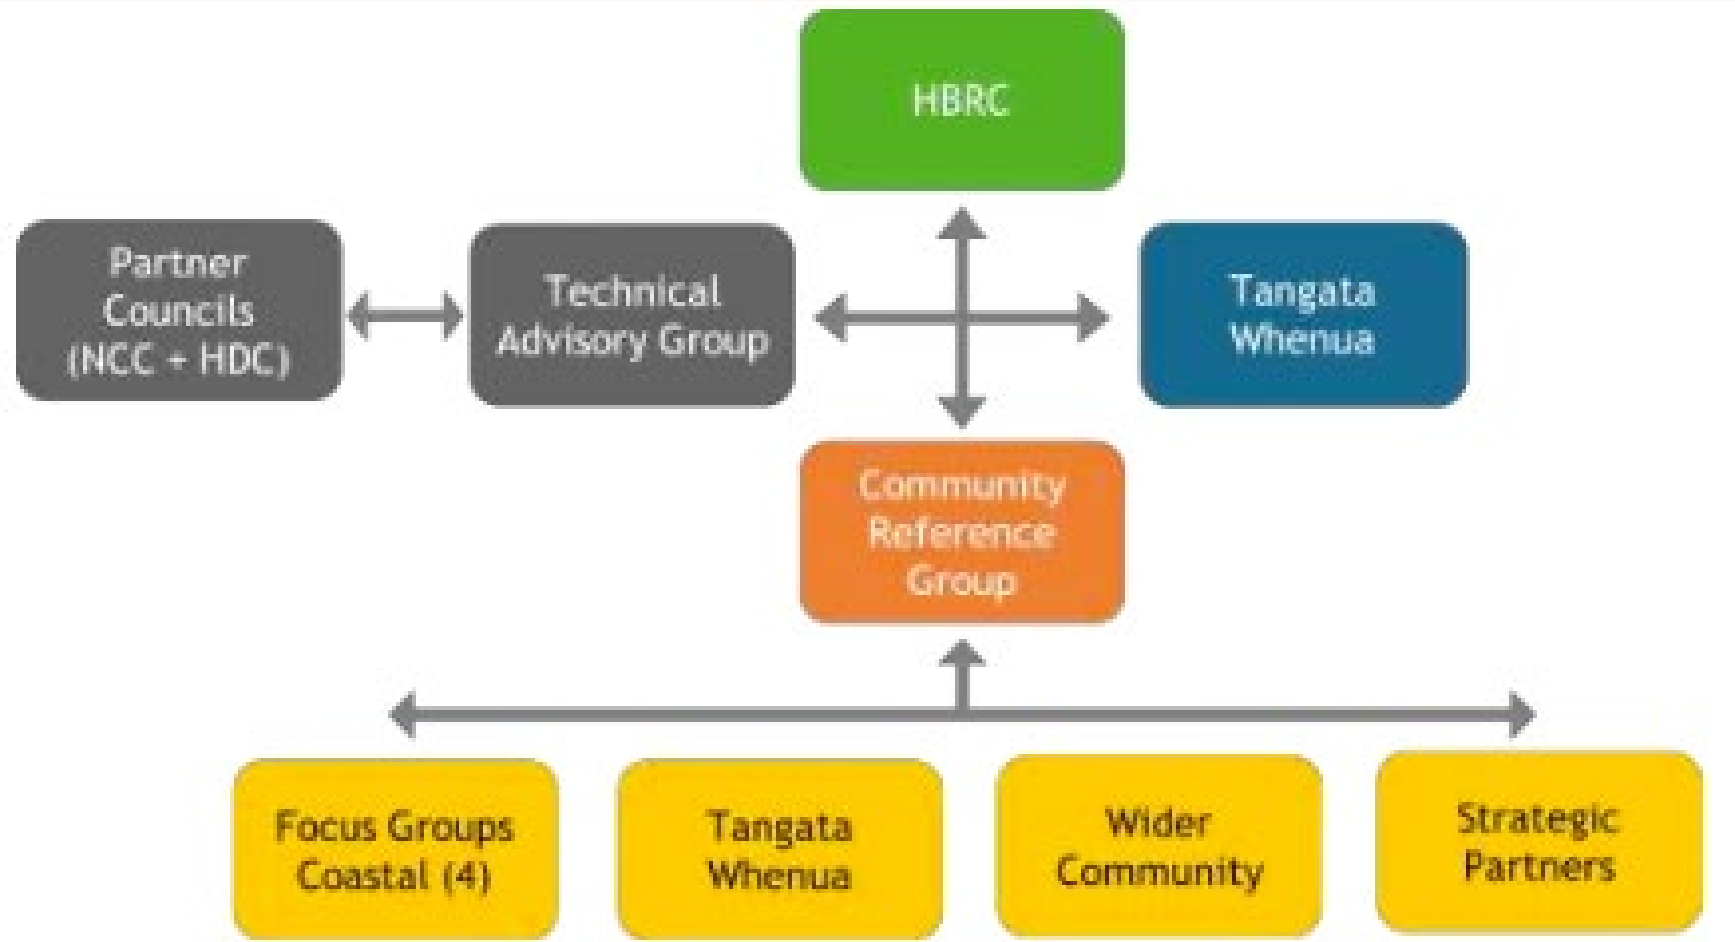 HBRC
Partner
Councils
(NCC + HDC)
Technical
Advisory Group
Tangata
Whenua
Community
Reference
Group
Focus Groups
Coastal (4)
Tangata
Whenua
Wider
Community
Strategic
Partners